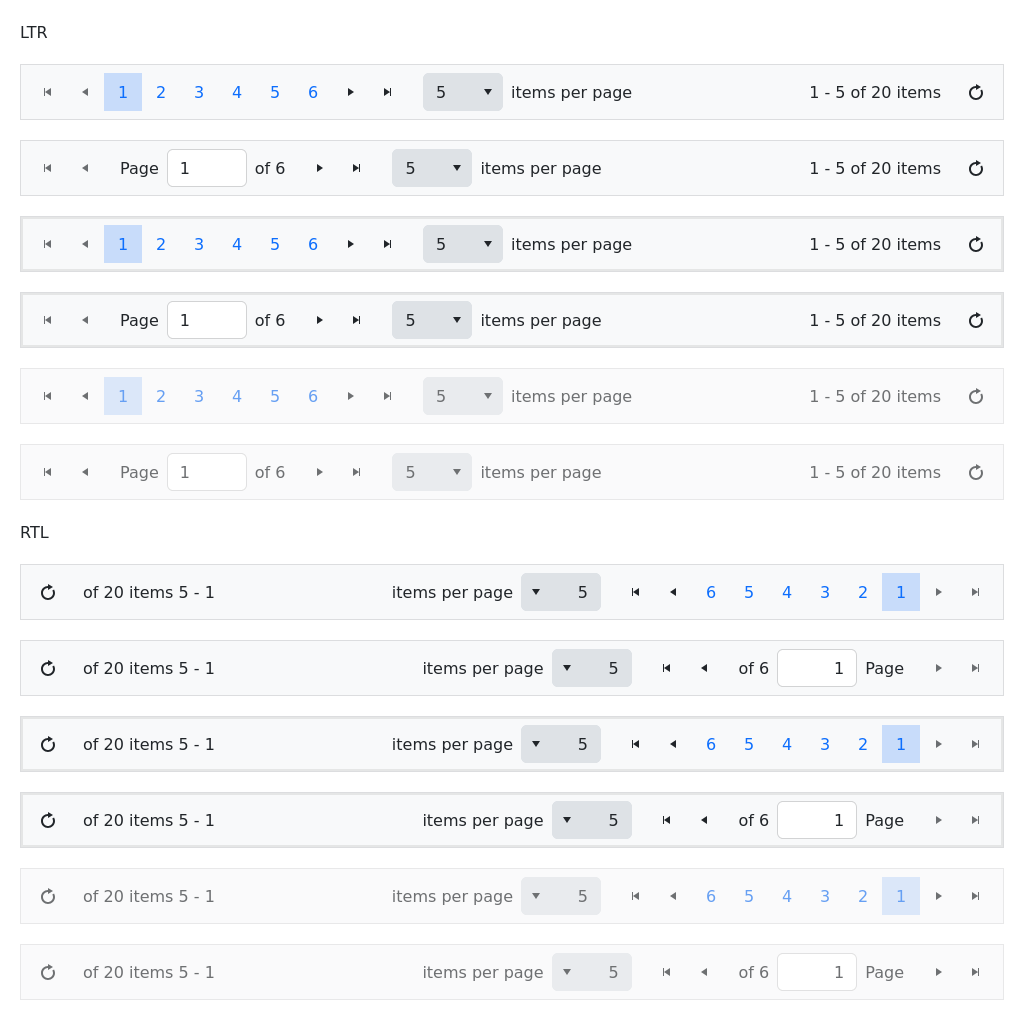 LTR
1 2 3 4 5 6 5 items per page 1 - 5 of 20 items
Page 1 of 6 5 items per page 1 - 5 of 20 items
1 2 3 4 5 6 5 items per page 1 - 5 of 20 items
Page 1 of 6 5 items per page 1 - 5 of 20 items
1 2 3 4 5 6 5 items per page 1 - 5 of 20 items
Page 1 of 6 5 items per page 1 - 5 of 20 items
RTL
of 20 items 5 - 1 items per page 5 6 5 4 3 2 1
of 20 items 5 - 1 items per page 5 of 6 1 Page
of 20 items 5 - 1 items per page 5 6 5 4 3 2 1
of 20 items 5 - 1 items per page 5 of 6 1 Page
of 20 items 5 - 1 items per page 5 6 5 4 3 2 1
of 20 items 5 - 1 items per page 5 of 6 1 Page